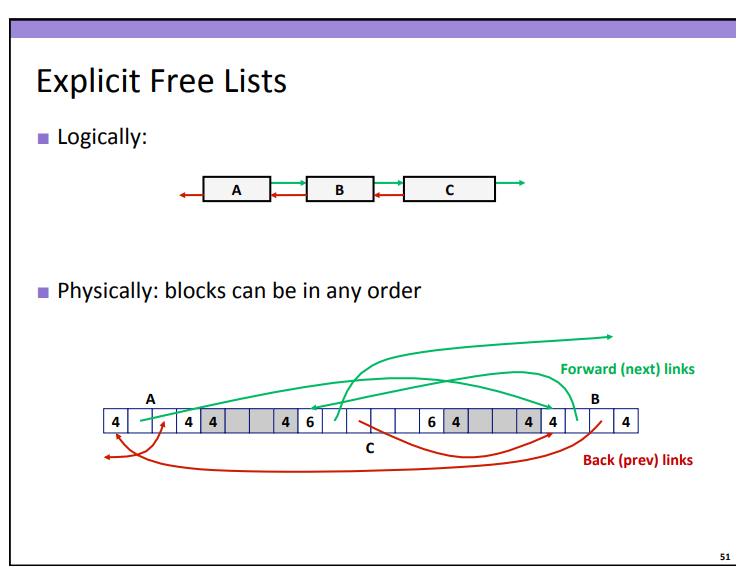 Explicit Free Lists
Logically:
A B C
Physically: blocks can be in any order
Forward (next) links
A B
4 4 4 4 6 6 4 4 4 4
C
Back (prev) links
51